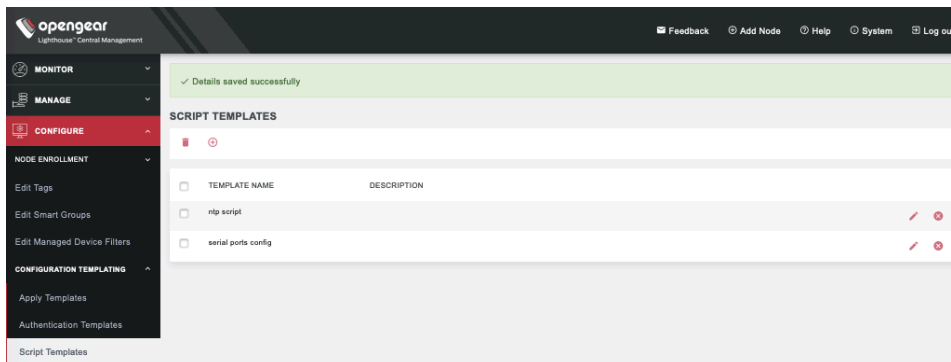 opengear
Lighthouse™ Central Management
Feedback
Add Node
Help
System
Log ou
MONITOR
MANAGE
CONFIGURE
NODE ENROLLMENT
Edit Tags
Edit Smart Groups
Edit Managed Device Filters
CONFIGURATION TEMPLATING
Apply Templates
Authentication Templates
Script Templates
Details saved successfully
SCRIPT TEMPLATES
TEMPLATE NAME DESCRIPTION
ntp script
serial ports config